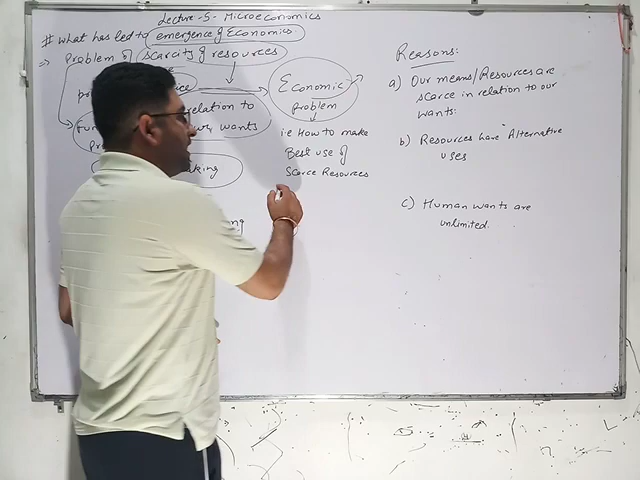 Lecture-5- Microeconomics
# What has led to emergence of Economics
⇒ Problem of scarcity of resources
relation to
wants
king
Economic
problem
i.e How to make
Best use of
Scarce Resources
Reasons:
a) Our means/Resources are
scarce in relation to our
wants:
b) Resources have Alternative
uses
c) Human wants are
unlimited.